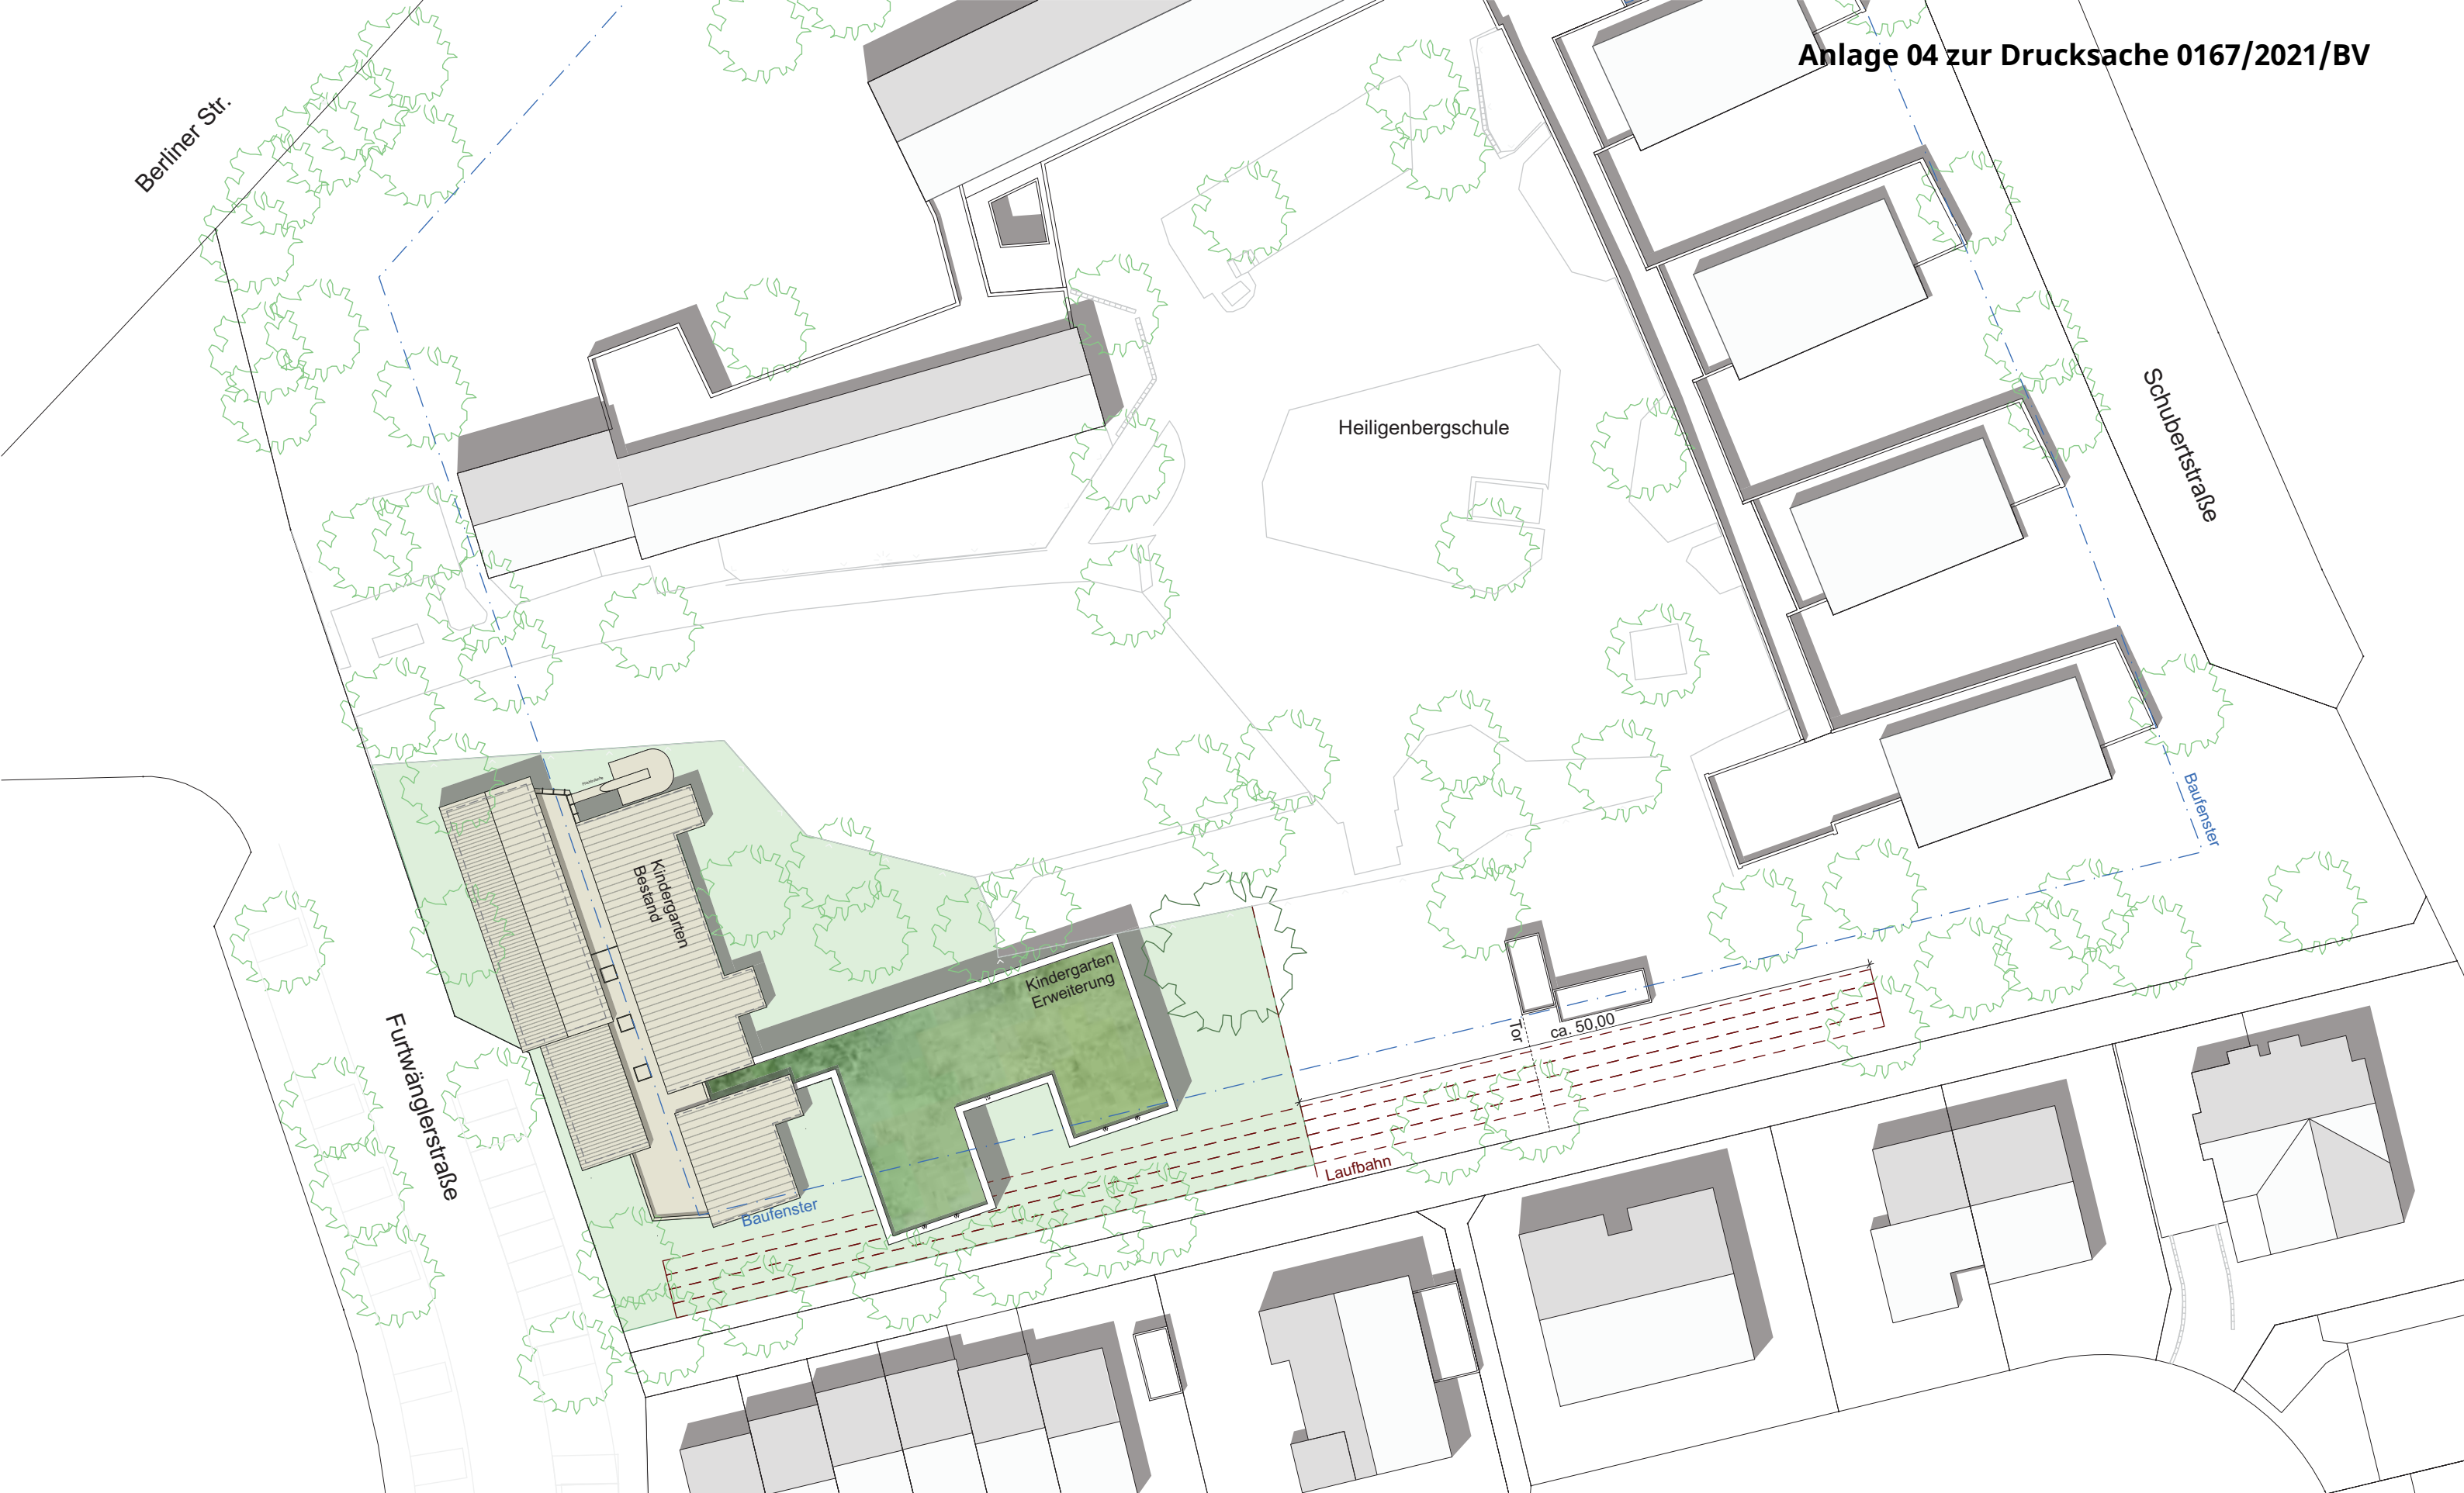 Anlage 04 zur Drucksache 0167/2021/BV
Berliner Str.
Heiligenbergschule
Schubertstraße
Baufenster
Kindergarten
Bestand
Kindergarten
Erweiterung
Tor
ca. 50,00
Furtwänglerstraße
Laufbahn
Baufenster